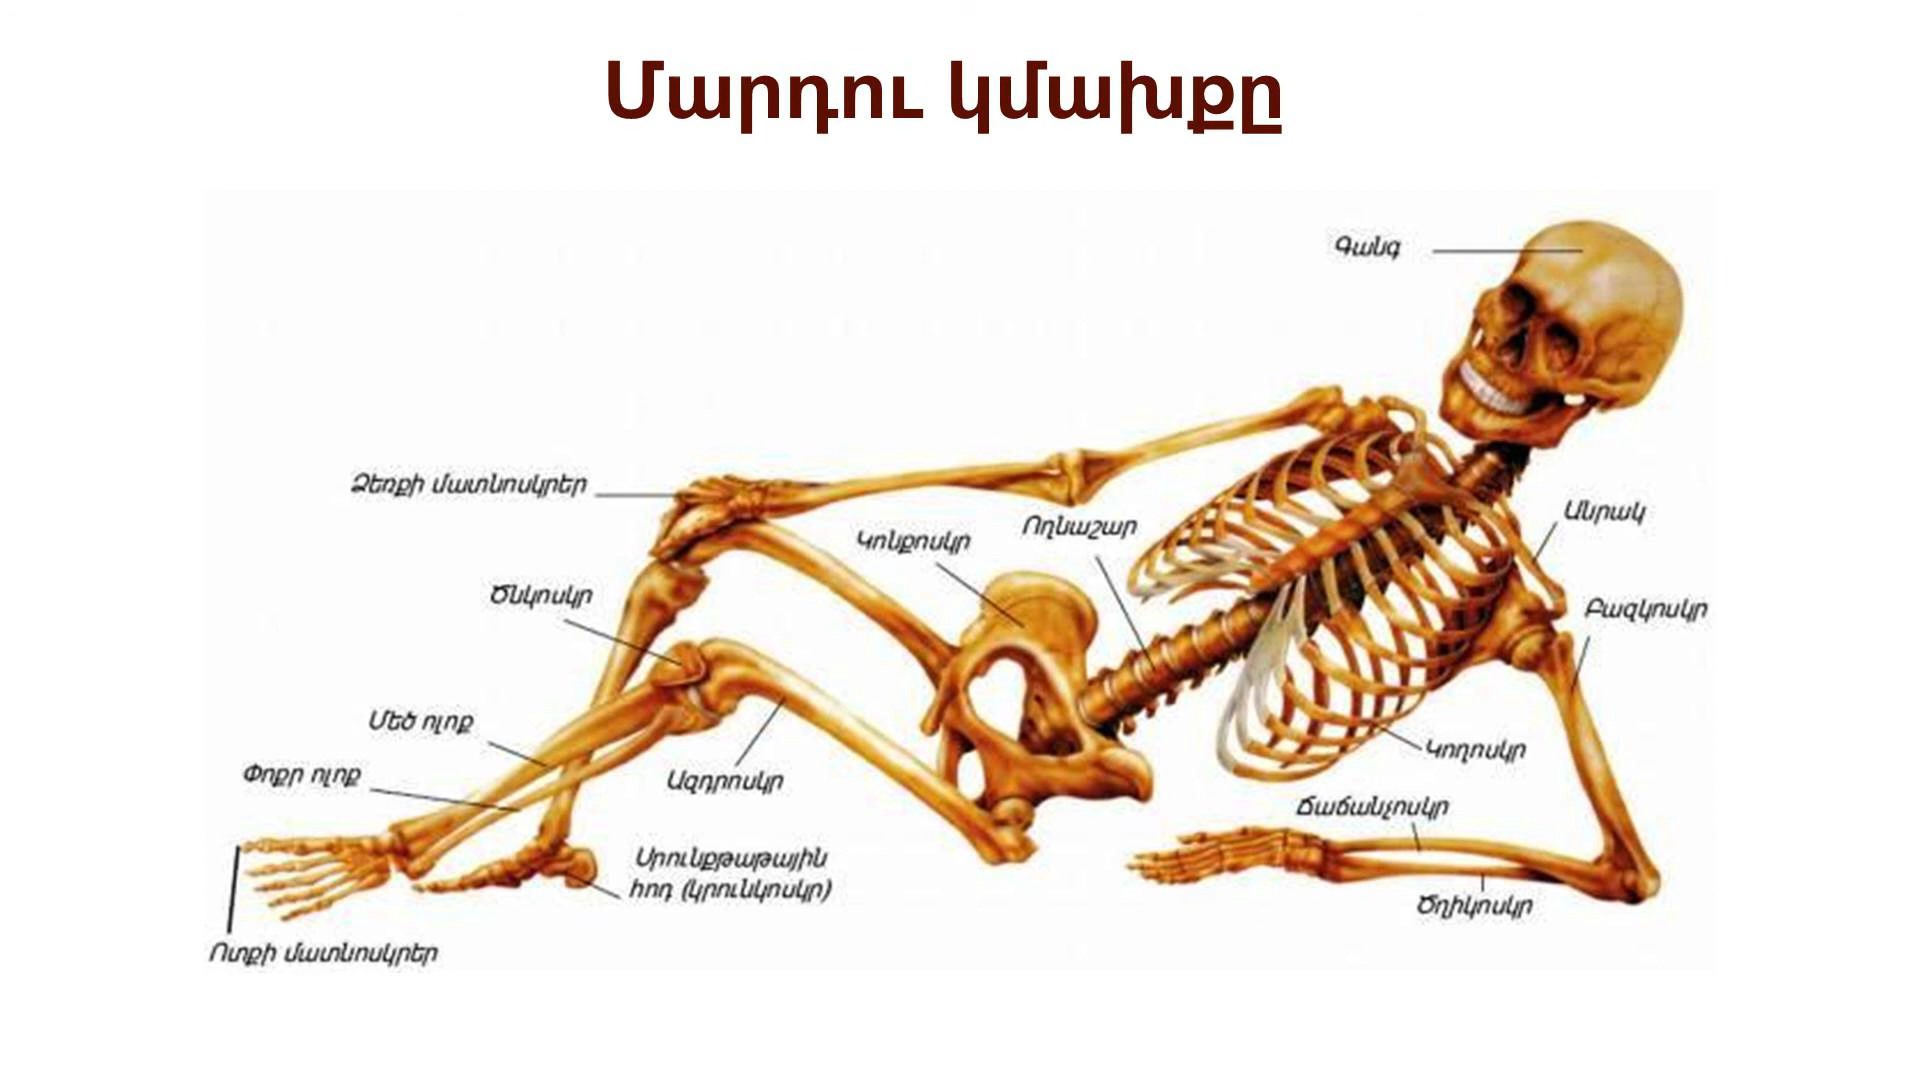 Մարդու կմախքը
Գանգ
Ձեռքի մատնոսկրեր
Կոնքոսկր
Ողնաշար
Անրակ
Ծնկոսկր
Բազկոսկր
Մեծ ոլոք
Կողոսկր
Փոքր ոլոք
Ազդրոսկր
Ճաճանչոսկր
Սրունքթաթային
հոդ (կրունկոսկր)
Ծղիկոսկր
Ոտքի մատնոսկրեր